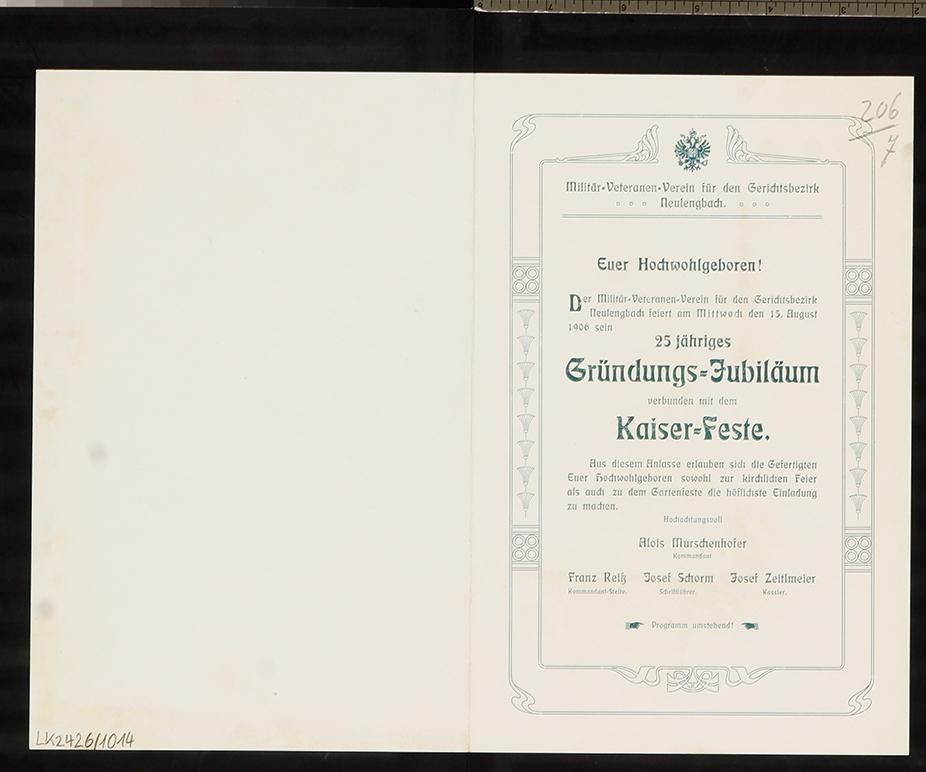 206
7
Militär-Veteranen-Verein für den Gerichtsbezirk
Neulengbach.
Euer Hochwohlgeboren!
Der Militär-Veteranen-Verein für den Gerichtsbezirk
Neulengbach feiert am Mittwoch den 15. August
1906 sein
25 jähriges
Gründungs-Jubiläum
verbunden mit dem
Kaiser-Feste.
Aus diesem Anlasse erlauben sich die Gefertigten
Euer Hochwohlgeboren sowohl zur kirchlichen Feier
als auch zu dem Gartenfeste die höflichste Einladung
zu machen.
Hochachtungsvoll
Alois Murschenhofer
Kommandant
Franz Reiß Josef Schorm Josef Zeitlmeier
Kommandant-Stellv. Schriftführer. Kassier.
Programm umstehend!
LK2426/1014